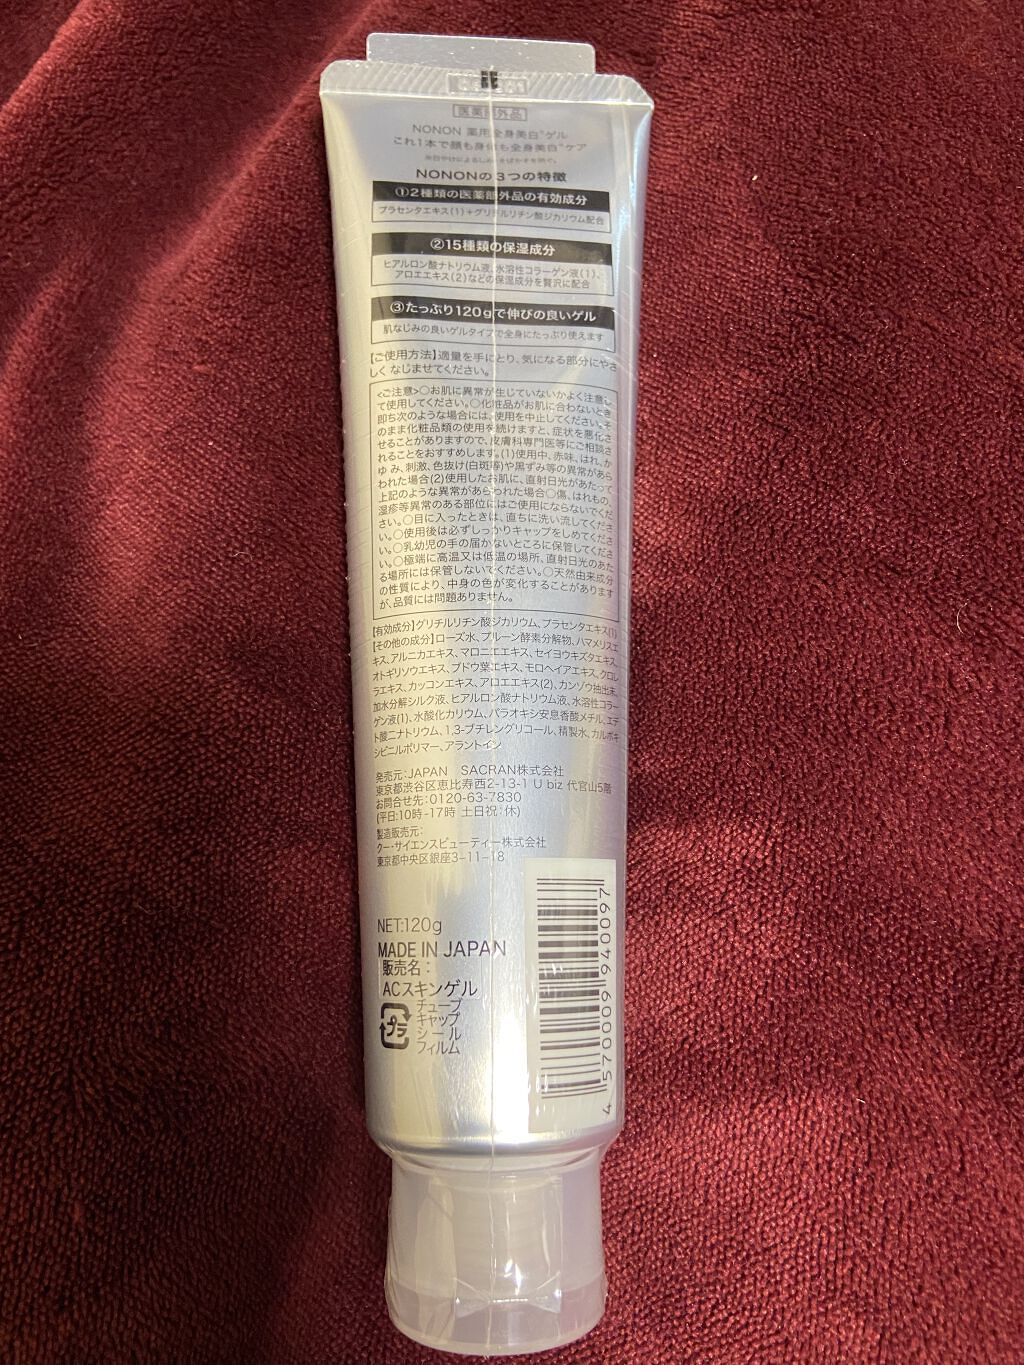 医薬部外品
NONON 薬用全身美白*ゲル
これ1本で顔も身体も全身美白*ケア
※日やけによるしみ・そばかすを防ぐ。
NONONの3つの特徴
①2種類の医薬部外品の有効成分
プラセンタエキス(1)+グリチルリチン酸ジカリウム配合
②15種類の保湿成分
ヒアルロン酸ナトリウム液、水溶性コラーゲン液(1)、
アロエエキス(2)などの保湿成分を贅沢に配合
③たっぷり120gで伸びの良いゲル
肌なじみの良いゲルタイプで全身にたっぷり使えます
【ご使用方法】適量を手にとり、気になる部分にやさ
しくなじませてください。
<ご注意>○お肌に異常が生じていないかよく注意し
て使用してください。○化粧品がお肌に合わないとき
即ち次のような場合には、使用を中止してください。そ
のまま化粧品類の使用を続けますと、症状を悪化さ
せることがありますので、皮膚科専門医等にご相談さ
れることをおすすめします。(1)使用中、赤味、はれ、か
ゆみ、刺激、色抜け(白斑等)や黒ずみ等の異常があら
われた場合(2)使用したお肌に、直射日光があたって
上記のような異常があらわれた場合○傷、はれもの、
湿疹等異常のある部位にはご使用にならないでくだ
さい。○目に入ったときは、直ちに洗い流してくださ
い。○使用後は必ずしっかりキャップをしめてくださ
い。○乳幼児の手の届かないところに保管してくださ
い。○極端に高温又は低温の場所、直射日光のあた
る場所には保管しないでください。○天然由来成分
の性質により、中身の色が変化することがあります
が、品質には問題ありません。
【有効成分】グリチルリチン酸ジカリウム、プラセンタエキス(1)
【その他の成分】ローズ水、プルーン酵素分解物、ハマメリスエ
キス、アルニカエキス、マロニエエキス、セイヨウキズタエキス、
オトギリソウエキス、ブドウ葉エキス、モロヘイヤエキス、クロレ
ラエキス、カッコンエキス、アロエエキス(2)、カンゾウ抽出末、
加水分解シルク液、ヒアルロン酸ナトリウム液、水溶性コラー
ゲン液(1)、水酸化カリウム、パラオキシ安息香酸メチル、エデ
ト酸二ナトリウム、1,3-ブチレングリコール、精製水、カルボキ
シビニルポリマー、アラントイン
発売元:JAPAN SACRAN株式会社
東京都渋谷区恵比寿西2-13-1 U biz 代官山5階
お問合せ先:0120-63-7830
(平日:10時-17時 土日祝:休)
製造販売元:
クー・サイエンスビューティー株式会社
東京都中央区銀座3-11-18
NET:120g
MADE IN JAPAN
販売名:
ACスキンゲル
プラ
チューブ
キャップ
シール
フィルム
4 570009 940097